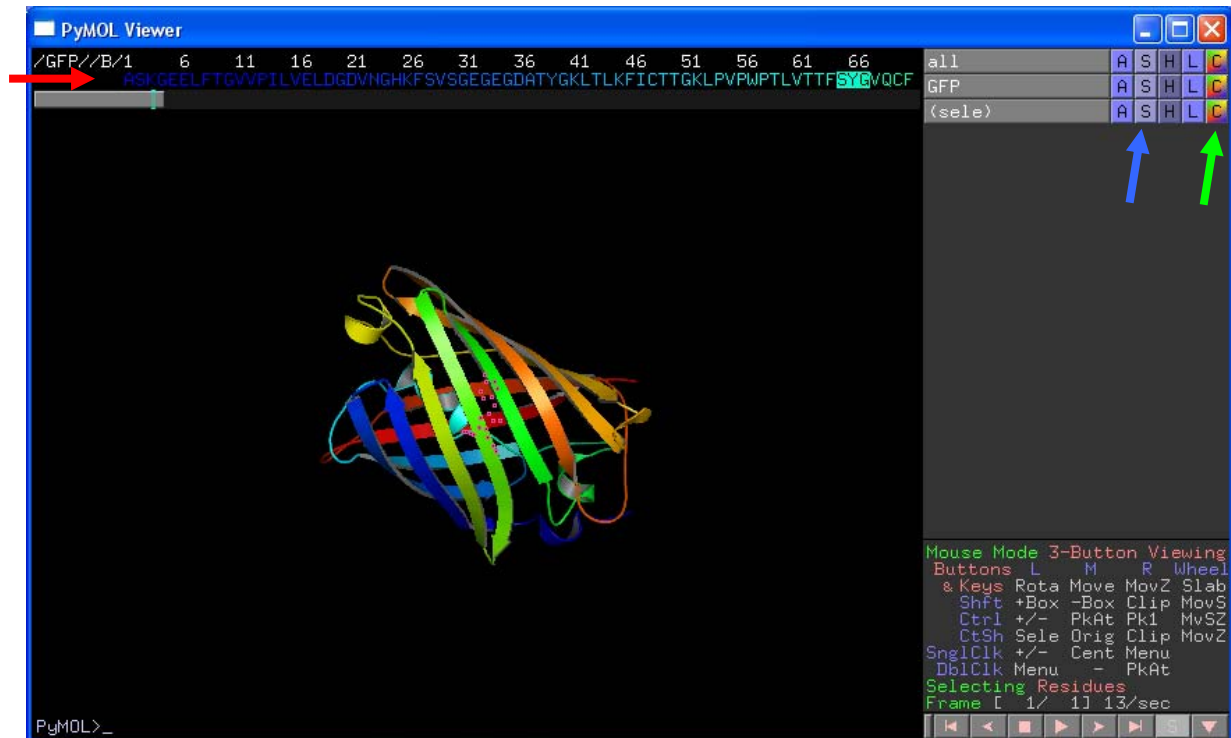 PyMOL Viewer
/GFP//B/1 6 11 16 21 26 31 36 41 46 51 56 61 66
ASKGEELFTGVVPILVELDGDVNGHKFSVSGEGEGDATYGKLTLKFICTTGKLPVPWPTLVTTFSYGVQCF
all A S H L C
GFP A S H L C
(sele) A S H L C
Mouse Mode 3-Button Viewing
Buttons L M R Wheel
& Keys Rota Move MovZ Slab
Shft +Box -Box Clip MovS
Ctrl +/- PkAt Pk1 MvSZ
CtSh Sele Orig Clip MovZ
SnglClk +/- Cent Menu
DblClk Menu - PkAt
Selecting Residues
Frame [ 1/ 1] 13/sec
PyMOL>_
S